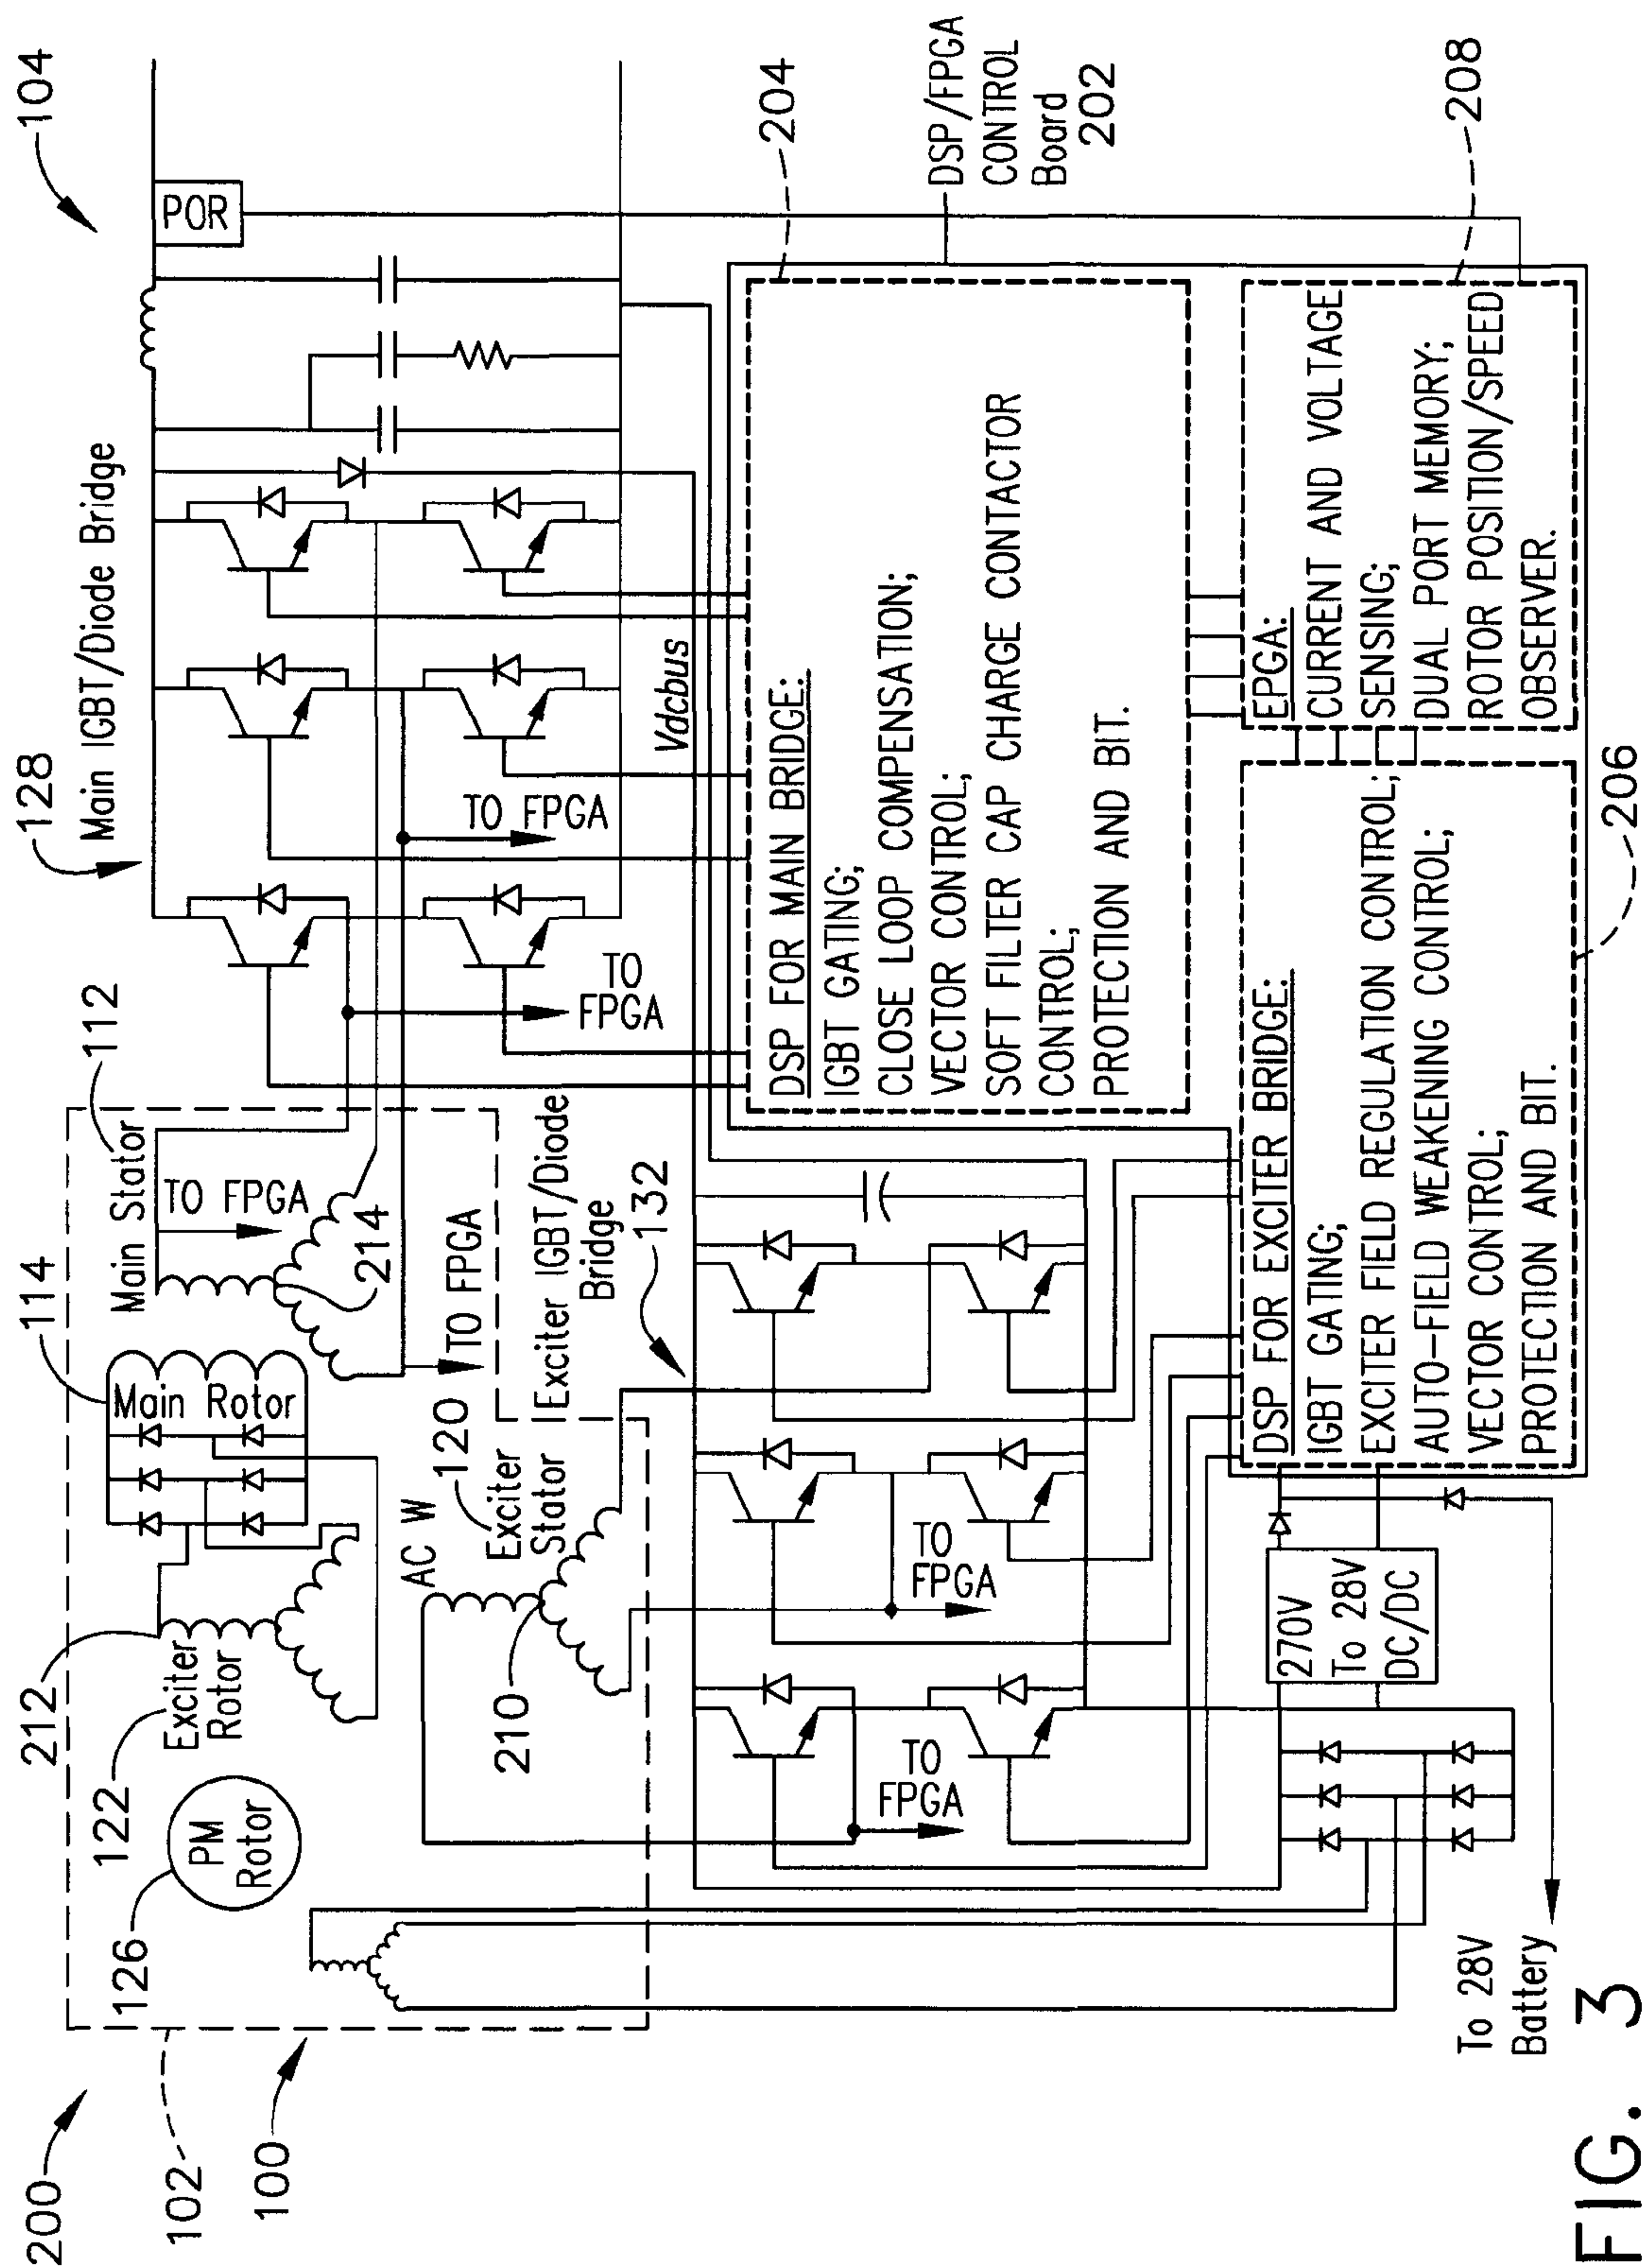 200
102
100
126
PM
Rotor
122
Exciter
Rotor
212
114
Main Rotor
Main Stator
112
TO FPGA
214
TO FPGA
AC W
120
Exciter
Stator
210
Exciter IGBT/Diode
Bridge
132
128
Main IGBT/Diode Bridge
104
POR
TO
FPGA
TO FPGA
Vdcbus
204
DSP/FPGA
CONTROL
Board
202
DSP FOR MAIN BRIDGE:
IGBT GATING;
CLOSE LOOP COMPENSATION;
VECTOR CONTROL;
SOFT FILTER CAP CHARGE CONTACTOR
CONTROL;
PROTECTION AND BIT.
TO
FPGA
TO
FPGA
DSP FOR EXCITER BRIDGE:
IGBT GATING;
EXCITER FIELD REGULATION CONTROL;
AUTO-FIELD WEAKENING CONTROL;
VECTOR CONTROL;
PROTECTION AND BIT.
206
EPGA:
CURRENT AND VOLTAGE
SENSING;
DUAL PORT MEMORY;
ROTOR POSITION/SPEED
OBSERVER.
208
270V
To 28V
DC/DC
To 28V
Battery
FIG. 3